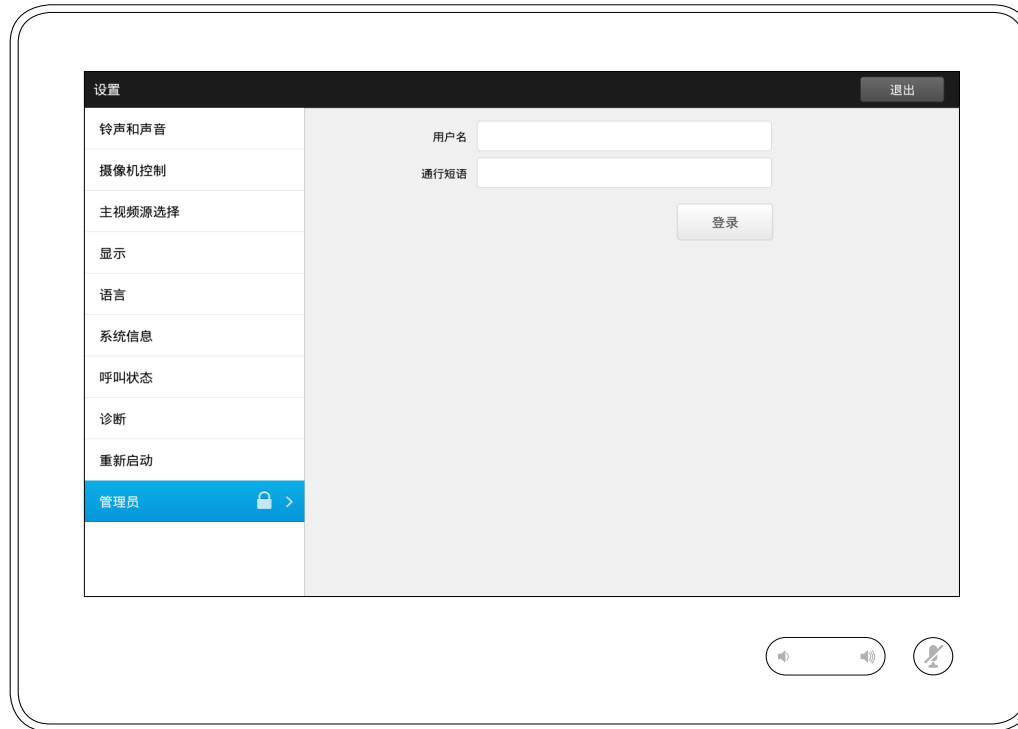 设置
退出
铃声和声音
摄像机控制
主视频源选择
显示
语言
系统信息
呼叫状态
诊断
重新启动
管理员
用户名
通行短语
登录